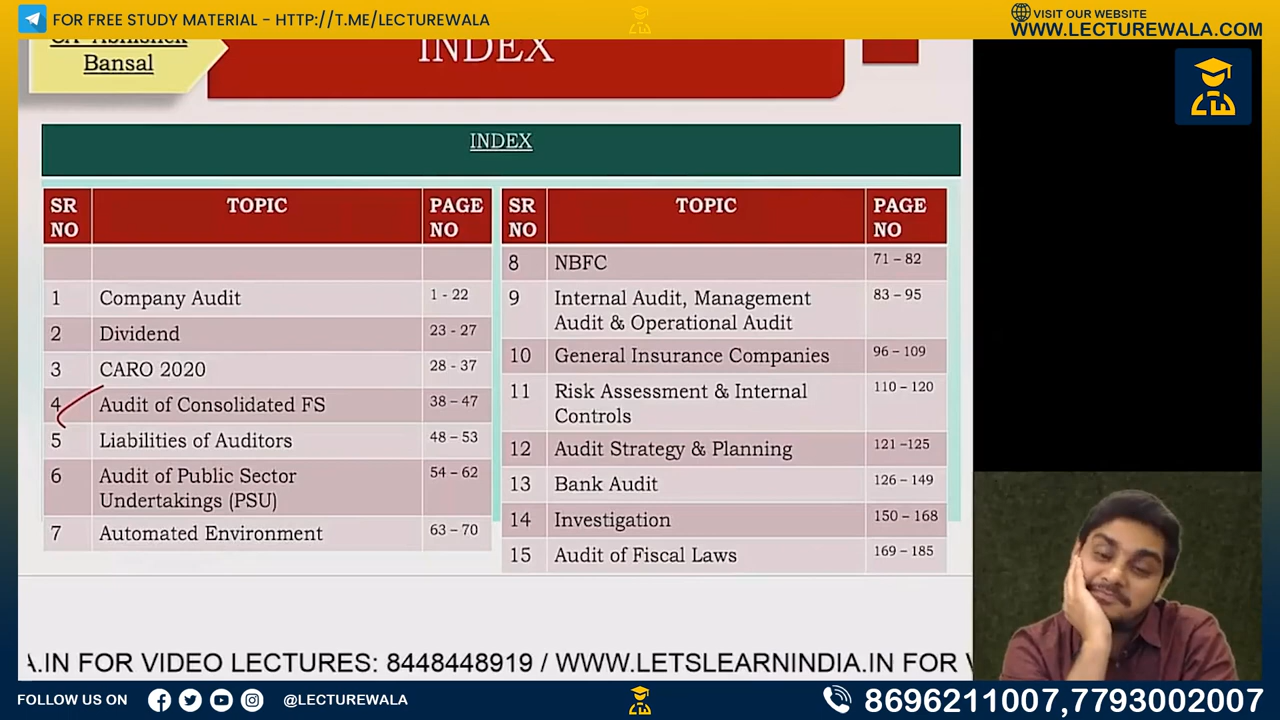 FOR FREE STUDY MATERIAL - HTTP://T.ME/LECTUREWALA
VISIT OUR WEBSITE
WWW.LECTUREWALA.COM
Bansal
INDEX
INDEX
SR NO TOPIC PAGE NO
1 Company Audit 1 - 22
2 Dividend 23 - 27
3 CARO 2020 28 - 37
4 Audit of Consolidated FS 38 – 47
5 Liabilities of Auditors 48 – 53
6 Audit of Public Sector 54 – 62
Undertakings (PSU)
7 Automated Environment 63 – 70
SR NO TOPIC PAGE NO
8 NBFC 71 – 82
9 Internal Audit, Management 83 – 95
Audit & Operational Audit
10 General Insurance Companies 96 – 109
11 Risk Assessment & Internal 110 – 120
Controls
12 Audit Strategy & Planning 121 –125
13 Bank Audit 126 – 149
14 Investigation 150 – 168
15 Audit of Fiscal Laws 169 – 185
A.IN FOR VIDEO LECTURES: 8448448919 / WWW.LETSLEARNINDIA.IN FOR
FOLLOW US ON @LECTUREWALA 8696211007,7793002007